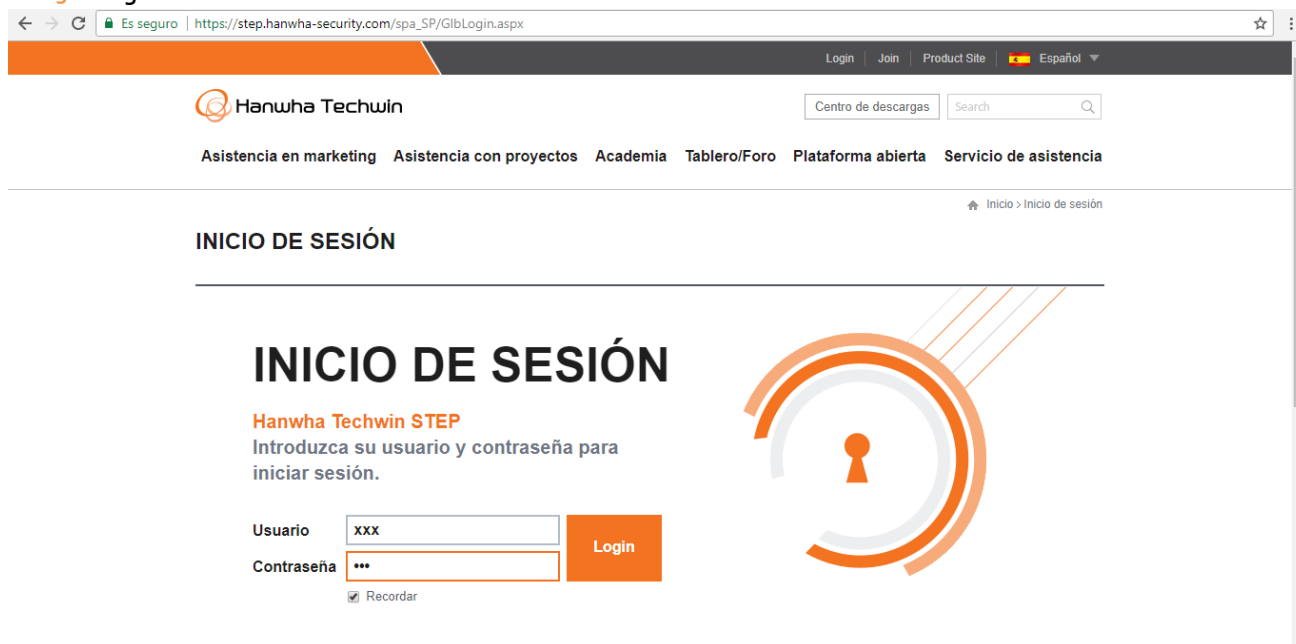 Es seguro | https://step.hanwha-security.com/spa_SP/GlbLogin.aspx
Login | Join | Product Site | Español
Hanwha Techwin
Centro de descargas Search
Asistencia en marketing Asistencia con proyectos Academia Tablero/Foro Plataforma abierta Servicio de asistencia
Inicio > Inicio de sesión
INICIO DE SESIÓN
INICIO DE SESIÓN
Hanwha Techwin STEP
Introduzca su usuario y contraseña para
iniciar sesión.
Usuario xxx
Login
Contraseña •••
Recordar